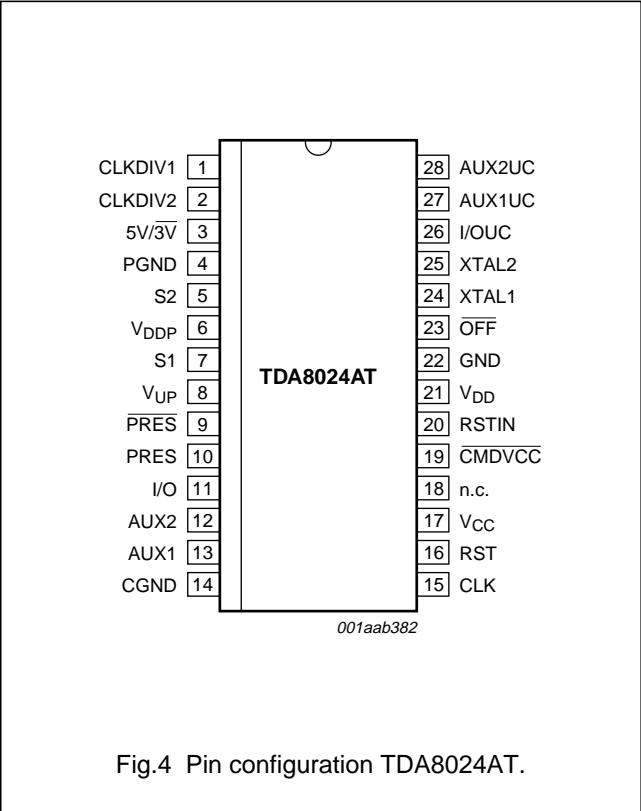 CLKDIV1 1 28 AUX2UC
CLKDIV2 2 27 AUX1UC
5V/3V̅ 3 26 I/OUC
PGND 4 25 XTAL2
S2 5 24 XTAL1
VDDP 6 23 O̅F̅F̅
S1 7 22 GND
TDA8024AT
VUP 8 21 VDD
P̅R̅E̅S̅ 9 20 RSTIN
PRES 10 19 C̅M̅D̅V̅C̅C̅
I/O 11 18 n.c.
AUX2 12 17 VCC
AUX1 13 16 RST
CGND 14 15 CLK
001aab382
Fig.4 Pin configuration TDA8024AT.